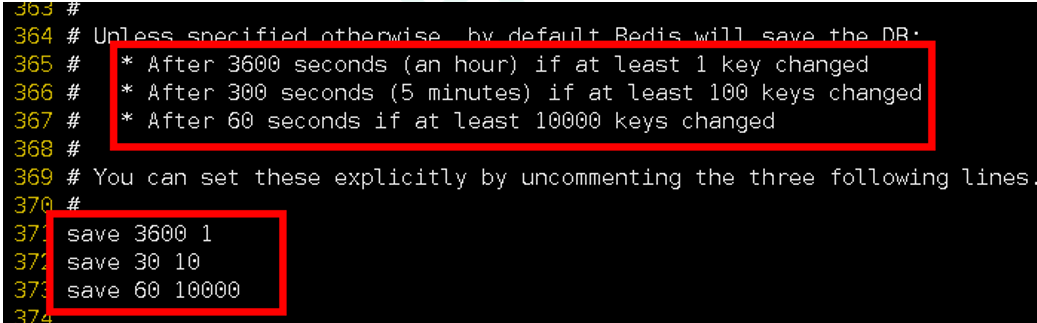 363 #
364 # Unless specified otherwise, by default Redis will save the DB:
365 #   * After 3600 seconds (an hour) if at least 1 key changed
366 #   * After 300 seconds (5 minutes) if at least 100 keys changed
367 #   * After 60 seconds if at least 10000 keys changed
368 #
369 # You can set these explicitly by uncommenting the three following lines.
370 #
371 save 3600 1
372 save 30 10
373 save 60 10000
374